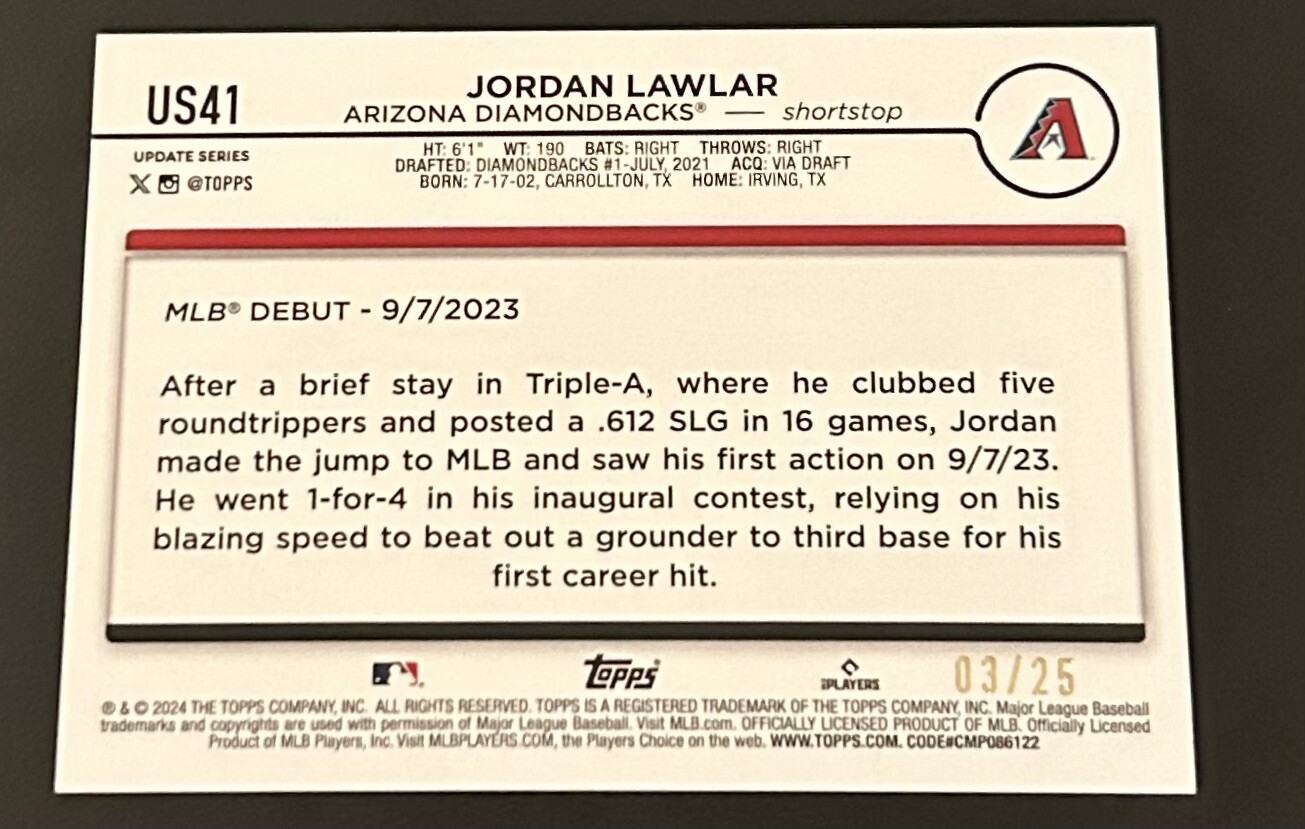 US41
JORDAN LAWLAR
ARIZONA DIAMONDBACKS® — shortstop
UPDATE SERIES
@TOPPS
HT: 6'1" WT: 190 BATS: RIGHT THROWS: RIGHT
DRAFTED: DIAMONDBACKS #1-JULY, 2021 ACQ: VIA DRAFT
BORN: 7-17-02, CARROLLTON, TX HOME: IRVING, TX
MLB® DEBUT - 9/7/2023
After a brief stay in Triple-A, where he clubbed five
roundtrippers and posted a .612 SLG in 16 games, Jordan
made the jump to MLB and saw his first action on 9/7/23.
He went 1-for-4 in his inaugural contest, relying on his
blazing speed to beat out a grounder to third base for his
first career hit.
Topps
PLAYERS
03/25
® & © 2024 THE TOPPS COMPANY, INC. ALL RIGHTS RESERVED. TOPPS IS A REGISTERED TRADEMARK OF THE TOPPS COMPANY, INC. Major League Baseball
trademarks and copyrights are used with permission of Major League Baseball. Visit MLB.com. OFFICIALLY LICENSED PRODUCT OF MLB. Officially Licensed
Product of MLB Players, Inc. Visit MLBPLAYERS.COM, the Players Choice on the web. WWW.TOPPS.COM. CODE#CMP086122